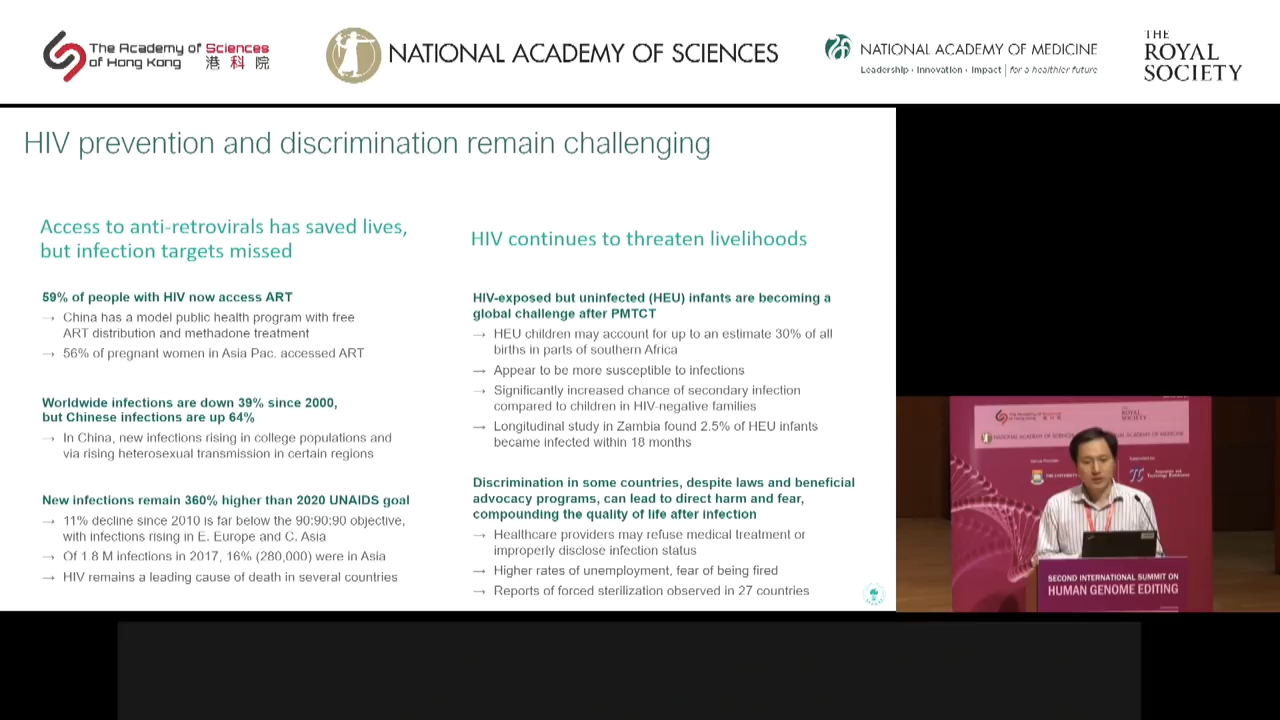 The Academy of Sciences
of Hong Kong 港科院
NATIONAL ACADEMY OF SCIENCES
NATIONAL ACADEMY OF MEDICINE
Leadership · Innovation · Impact | for a healthier future
THE
ROYAL
SOCIETY
HIV prevention and discrimination remain challenging
Access to anti-retrovirals has saved lives,
but infection targets missed
59% of people with HIV now access ART
→ China has a model public health program with free
ART distribution and methadone treatment
→ 56% of pregnant women in Asia Pac. accessed ART
Worldwide infections are down 39% since 2000,
but Chinese infections are up 64%
→ In China, new infections rising in college populations and
via rising heterosexual transmission in certain regions
New infections remain 360% higher than 2020 UNAIDS goal
→ 11% decline since 2010 is far below the 90:90:90 objective,
with infections rising in E. Europe and C. Asia
→ Of 1.8 M infections in 2017, 16% (280,000) were in Asia
→ HIV remains a leading cause of death in several countries
HIV continues to threaten livelihoods
HIV-exposed but uninfected (HEU) infants are becoming a
global challenge after PMTCT
→ HEU children may account for up to an estimate 30% of all
births in parts of southern Africa
→ Appear to be more susceptible to infections
→ Significantly increased chance of secondary infection
compared to children in HIV-negative families
→ Longitudinal study in Zambia found 2.5% of HEU infants
became infected within 18 months
Discrimination in some countries, despite laws and beneficial
advocacy programs, can lead to direct harm and fear,
compounding the quality of life after infection
→ Healthcare providers may refuse medical treatment or
improperly disclose infection status
→ Higher rates of unemployment, fear of being fired
→ Reports of forced sterilization observed in 27 countries
The Academy of Sciences
of Hong Kong
ROYAL
SOCIETY
NATIONAL ACADEMY OF SCIENCES
ACADEMY OF MEDICINE
THE UNIVERSITY
SECOND INTERNATIONAL SUMMIT ON
HUMAN GENOME EDITING